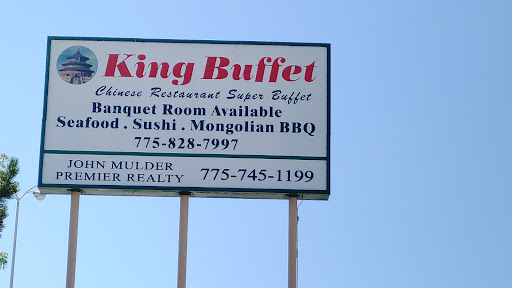 King Buffet
Chinese Restaurant Super Buffet
Banquet Room Available
Seafood . Sushi . Mongolian BBQ
775-828-7997
JOHN MULDER
PREMIER REALTY 775-745-1199